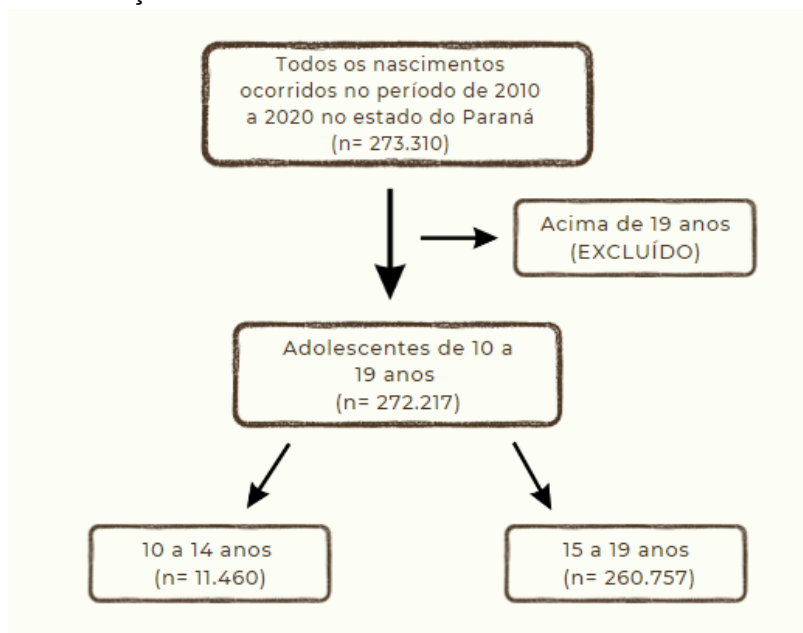 Todos os nascimentos
ocorridos no período de 2010
a 2020 no estado do Paraná
(n= 273.310)
Acima de 19 anos
(EXCLUÍDO)
Adolescentes de 10 a
19 anos
(n= 272.217)
10 a 14 anos
(n= 11.460)
15 a 19 anos
(n= 260.757)